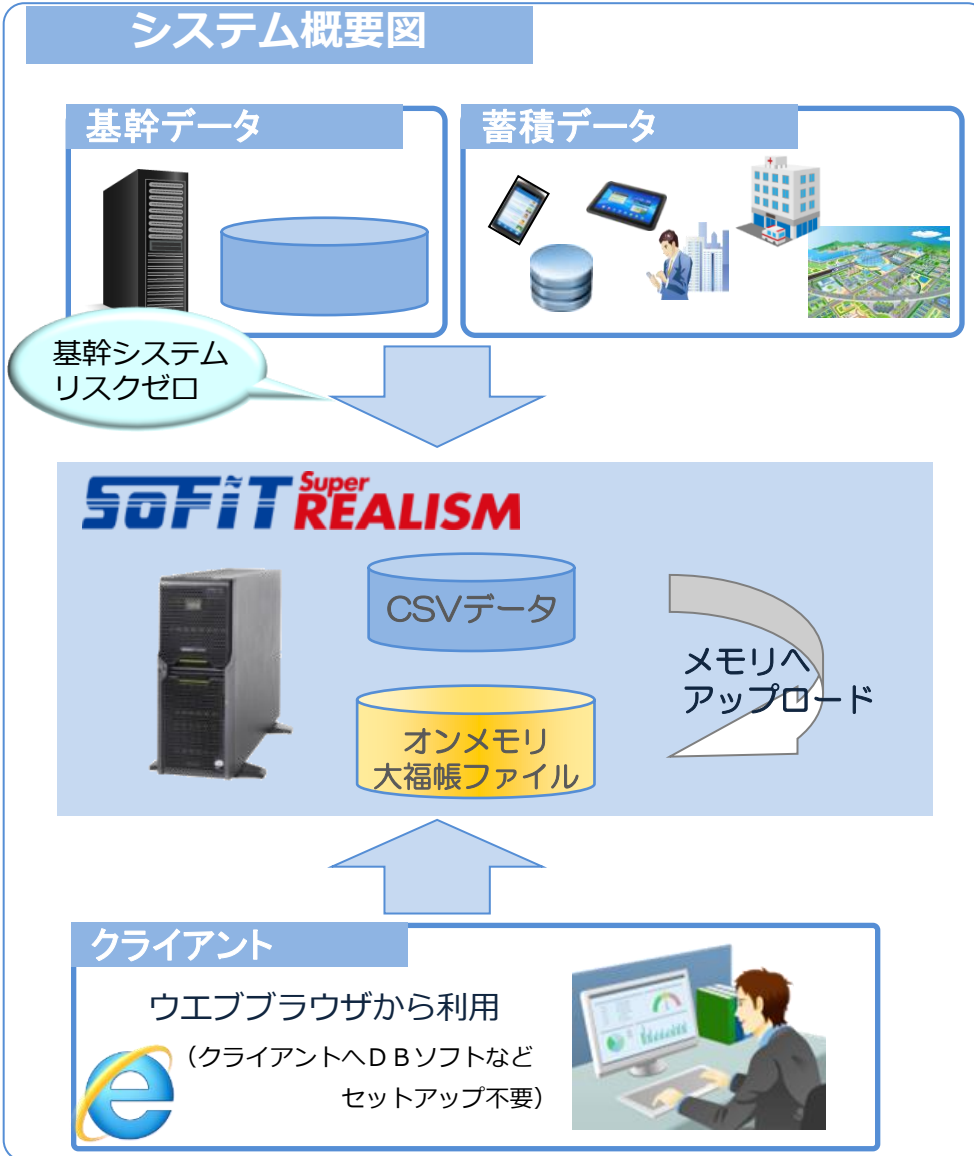 システム概要図
基幹データ
蓄積データ
基幹システム
リスクゼロ
SoFiT Super REALISM
CSVデータ
メモリへ
アップロード
オンメモリ
大福帳ファイル
クライアント
ウエブブラウザから利用
（クライアントへＤＢソフトなど
セットアップ不要）